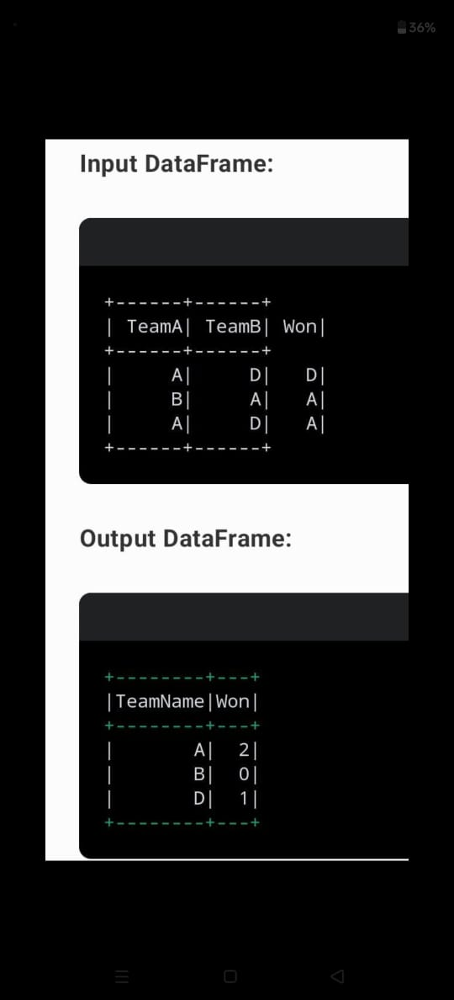 36%
Input DataFrame:
+------+------+
| TeamA| TeamB| Won|
+------+------+
|     A|     D|   D|
|     B|     A|   A|
|     A|     D|   A|
+------+------+
Output DataFrame:
+--------+---+
|TeamName|Won|
+--------+---+
|       A|  2|
|       B|  0|
|       D|  1|
+--------+---+